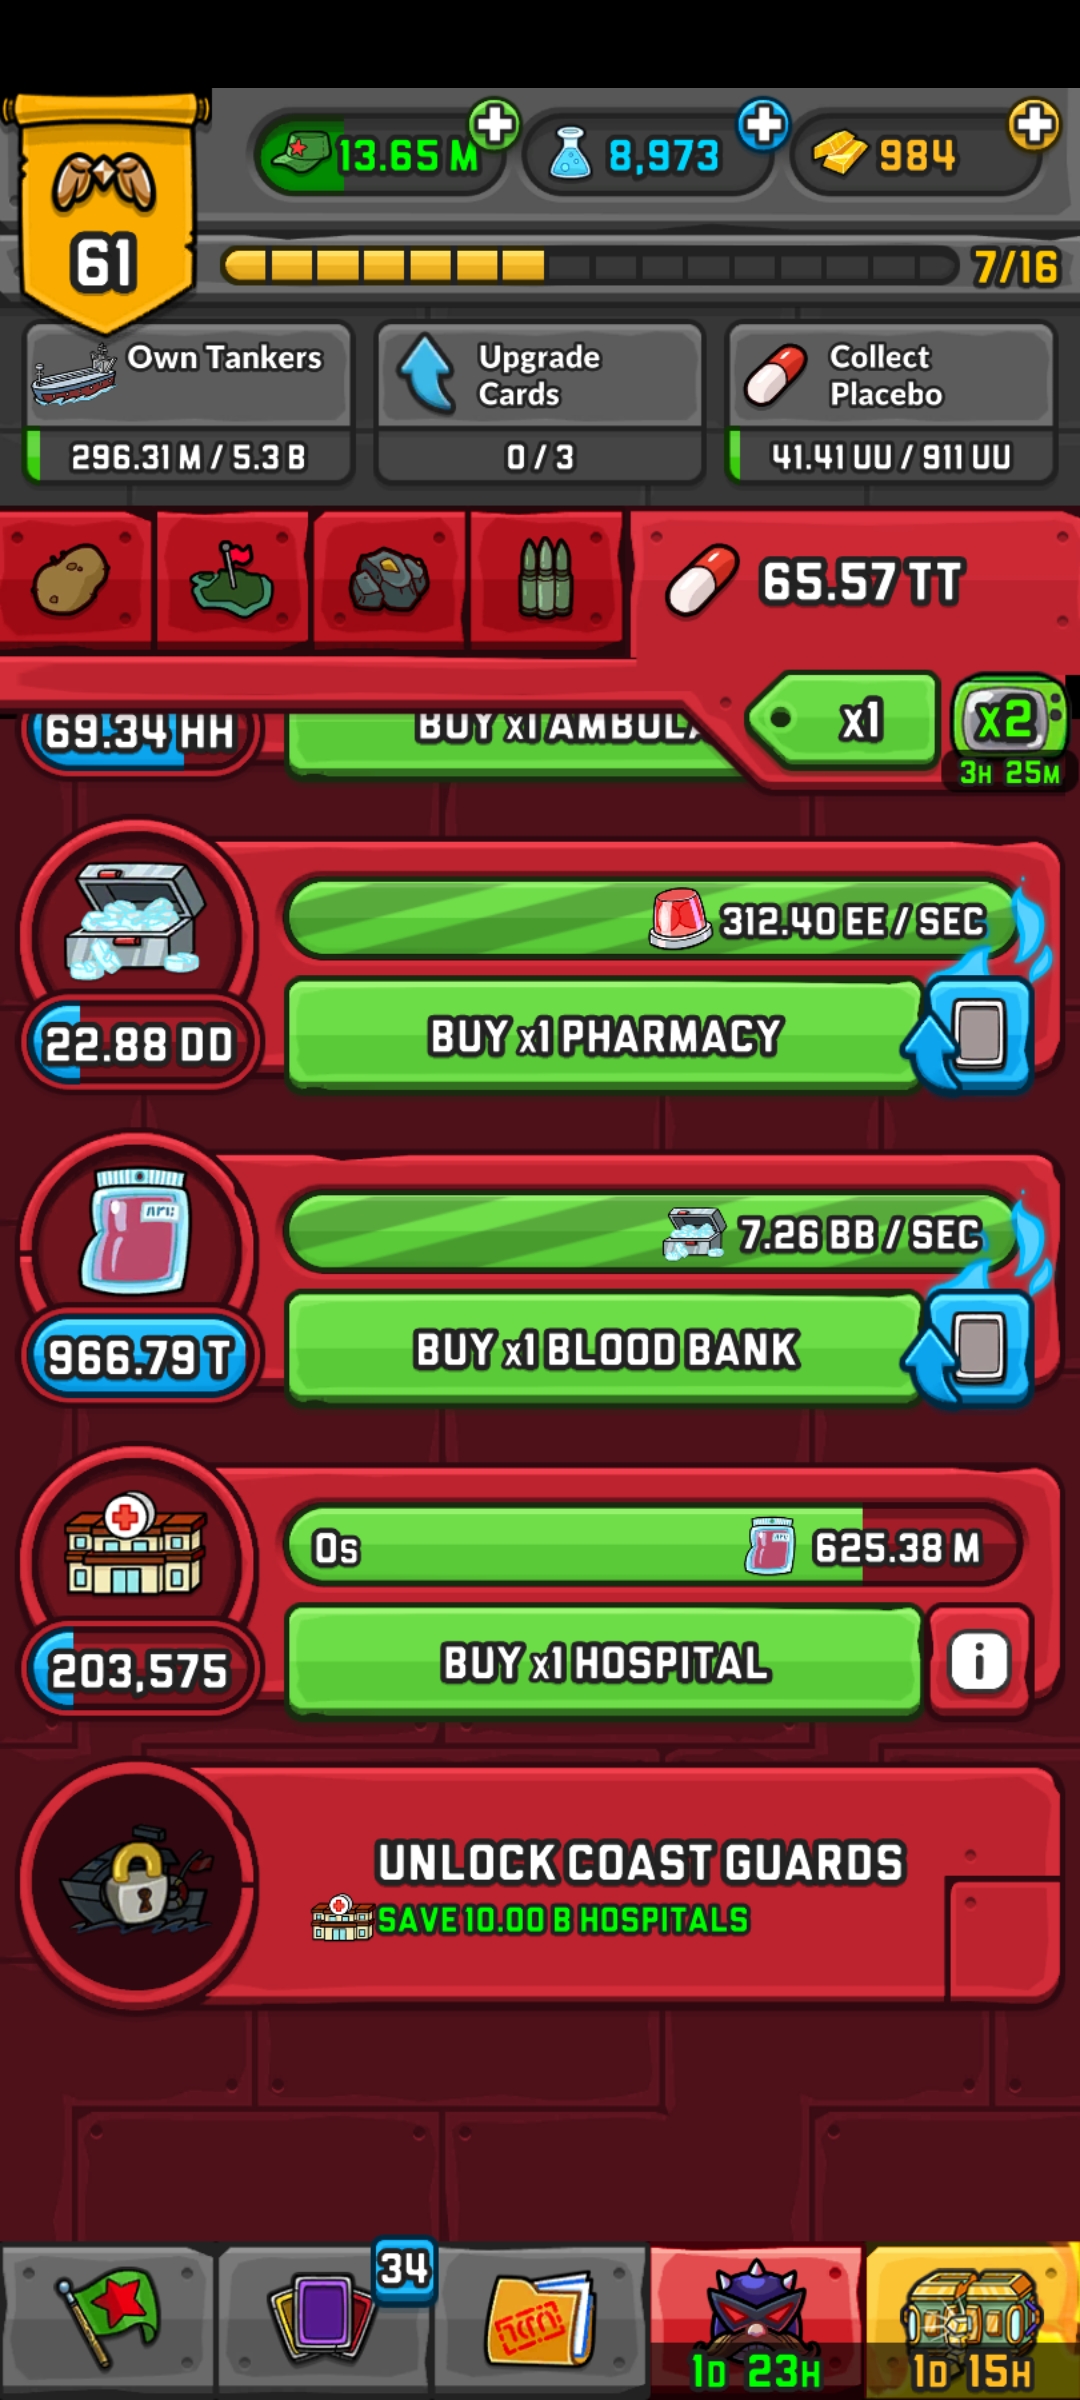 13.65 M
8,973
984
61
7/16
Own Tankers
296.31 M / 5.3 B
Upgrade
Cards
0 / 3
Collect
Placebo
41.41 UU / 911 UU
65.57 TT
x1
x2
3H 25M
69.34 HH
BUY x1
312.40 EE / SEC
22.88 DD
BUY x1 PHARMACY
7.26 BB / SEC
966.79 T
BUY x1 BLOOD BANK
0s
625.38 M
203,575
BUY x1 HOSPITAL
i
UNLOCK COAST GUARDS
SAVE 10.00 B HOSPITALS
34
1D 23H
1D 15H